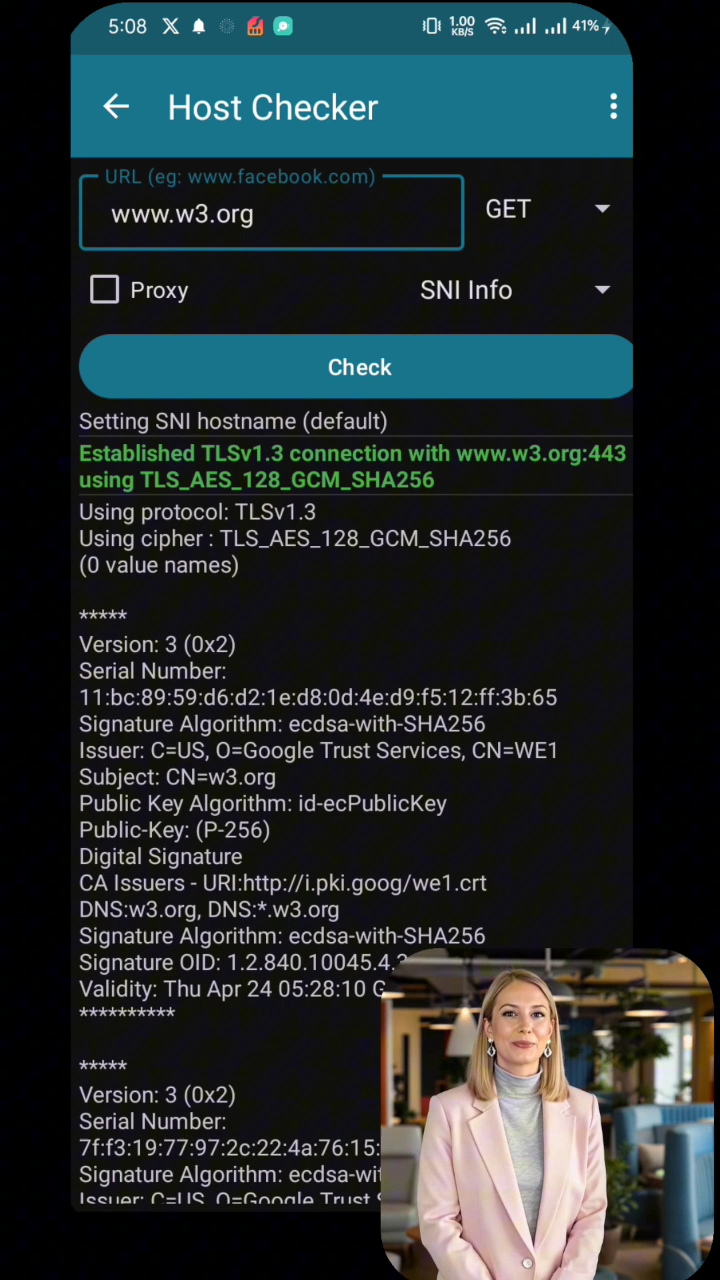 5:08
1.00
KB/S
41%
Host Checker
URL (eg: www.facebook.com)
www.w3.org
GET
Proxy
SNI Info
Check
Setting SNI hostname (default)
Established TLSv1.3 connection with www.w3.org:443
using TLS_AES_128_GCM_SHA256
Using protocol: TLSv1.3
Using cipher : TLS_AES_128_GCM_SHA256
(0 value names)
*****
Version: 3 (0x2)
Serial Number:
11:bc:89:59:d6:d2:1e:d8:0d:4e:d9:f5:12:ff:3b:65
Signature Algorithm: ecdsa-with-SHA256
Issuer: C=US, O=Google Trust Services, CN=WE1
Subject: CN=w3.org
Public Key Algorithm: id-ecPublicKey
Public-Key: (P-256)
Digital Signature
CA Issuers - URI:http://i.pki.goog/we1.crt
DNS:w3.org, DNS:*.w3.org
Signature Algorithm: ecdsa-with-SHA256
Signature OID: 1.2.840.10045.4.
Validity: Thu Apr 24 05:28:10 G
**********
*****
Version: 3 (0x2)
Serial Number:
7f:f3:19:77:97:2c:22:4a:76:15:
Signature Algorithm: ecdsa-wit
Issuer: C=US, O=Google Trust